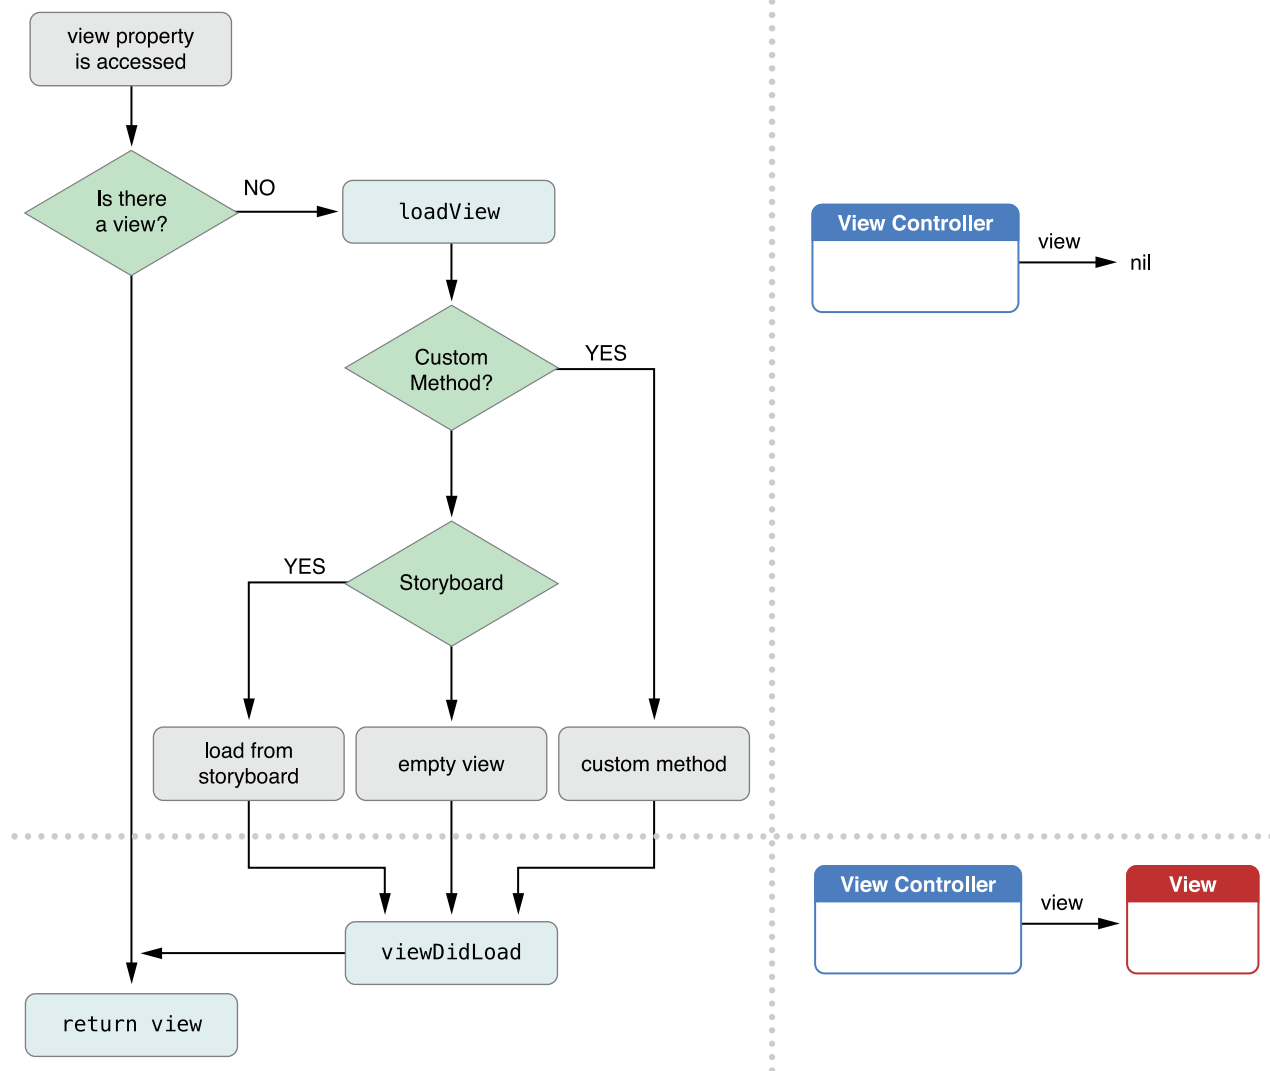 view property
is accessed
Is there
a view?
NO
loadView
Custom
Method?
YES
YES
Storyboard
load from
storyboard
empty view
custom method
viewDidLoad
return view
View Controller
view
nil
View Controller
view
View